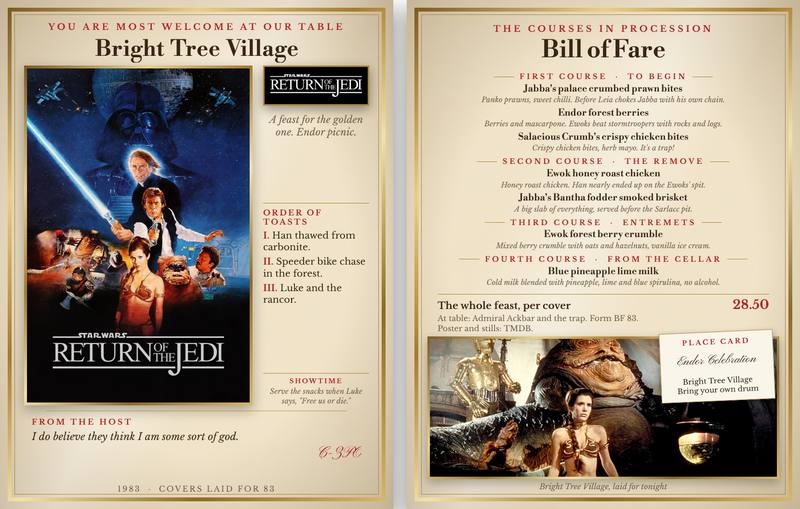 YOU ARE MOST WELCOME AT OUR TABLE
Bright Tree Village
STAR WARS
RETURN OF THE JEDI
STAR WARS
RETURN OF THE JEDI
A feast for the golden
one. Endor picnic.
ORDER OF
TOASTS
I. Han thawed from
carbonite.
II. Speeder bike chase
in the forest.
III. Luke and the
rancor.
SHOWTIME
Serve the snacks when Luke
says, "Free us or die."
FROM THE HOST
I do believe they think I am some sort of god.
C-3PO
1983 · COVERS LAID FOR 83
THE COURSES IN PROCESSION
Bill of Fare
FIRST COURSE · TO BEGIN
Jabba's palace crumbed prawn bites
Panko prawns, sweet chilli. Before Leia chokes Jabba with his own chain.
Endor forest berries
Berries and mascarpone. Ewoks beat stormtroopers with rocks and logs.
Salacious Crumb's crispy chicken bites
Crispy chicken bites, herb mayo. It's a trap!
SECOND COURSE · THE REMOVE
Ewok honey roast chicken
Honey roast chicken. Han nearly ended up on the Ewoks' spit.
Jabba's Bantha fodder smoked brisket
A big slab of everything, served before the Sarlacc pit.
THIRD COURSE · ENTREMETS
Ewok forest berry crumble
Mixed berry crumble with oats and hazelnuts, vanilla ice cream.
FOURTH COURSE · FROM THE CELLAR
Blue pineapple lime milk
Cold milk blended with pineapple, lime and blue spirulina, no alcohol.
The whole feast, per cover 28.50
At table: Admiral Ackbar and the trap. Form BF 83.
Poster and stills: TMDB.
PLACE CARD
Endor Celebration
Bright Tree Village
Bring your own drum
Bright Tree Village, laid for tonight